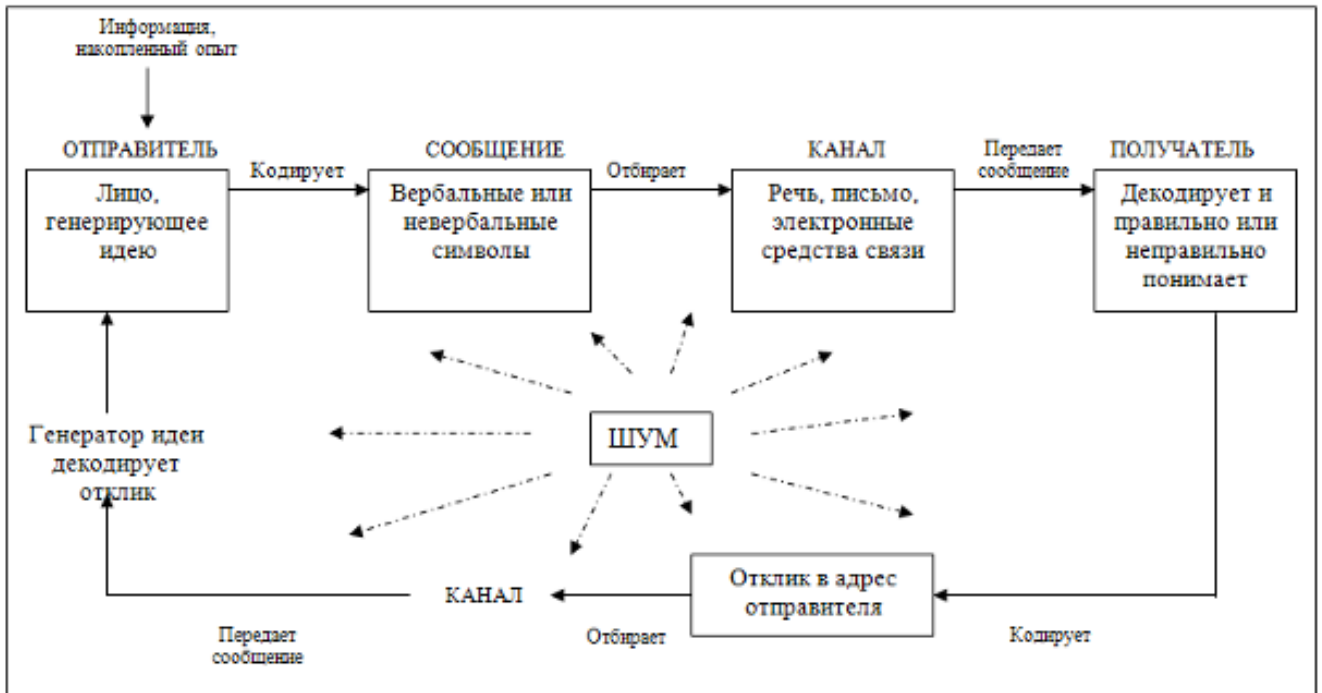 Информация,
накопленный опыт
ОТПРАВИТЕЛЬ
Кодирует
СООБЩЕНИЕ
Отбирает
КАНАЛ
Передает
сообщение
ПОЛУЧАТЕЛЬ
Лицо,
генерирующее
идею
Вербальные или
невербальные
символы
Речь, письмо,
электронные
средства связи
Декодирует и
правильно или
неправильно
понимает
ШУМ
Генератор идеи
декодирует
отклик
КАНАЛ
Отклик в адрес
отправителя
Передает
сообщение
Отбирает
Кодирует